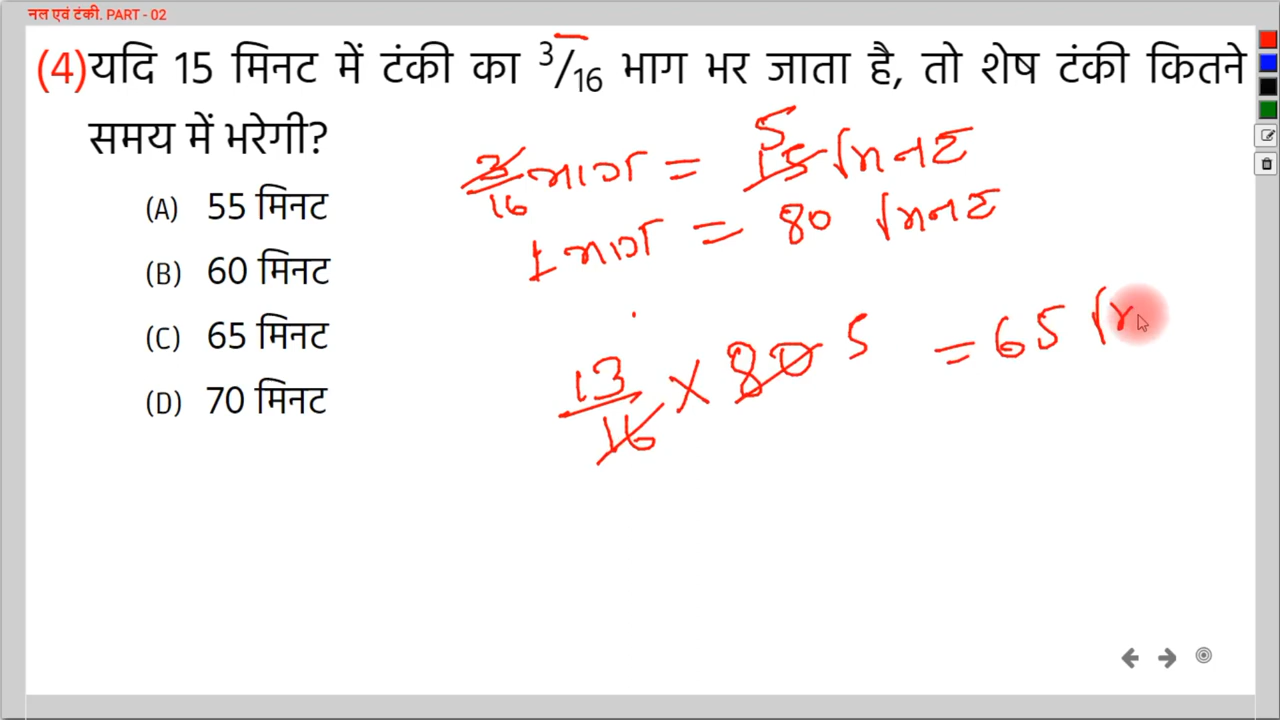 नल एवं टंकी. PART - 02
(4)यदि 15 मिनट में टंकी का 3/16 भाग भर जाता है, तो शेष टंकी कितने
समय में भरेगी?
(A) 55 मिनट
(B) 60 मिनट
(C) 65 मिनट
(D) 70 मिनट
5
3/16 भाग = 15 मिनट
1 भाग = 80 मिनट
13/16 × 80 5 = 65 मि